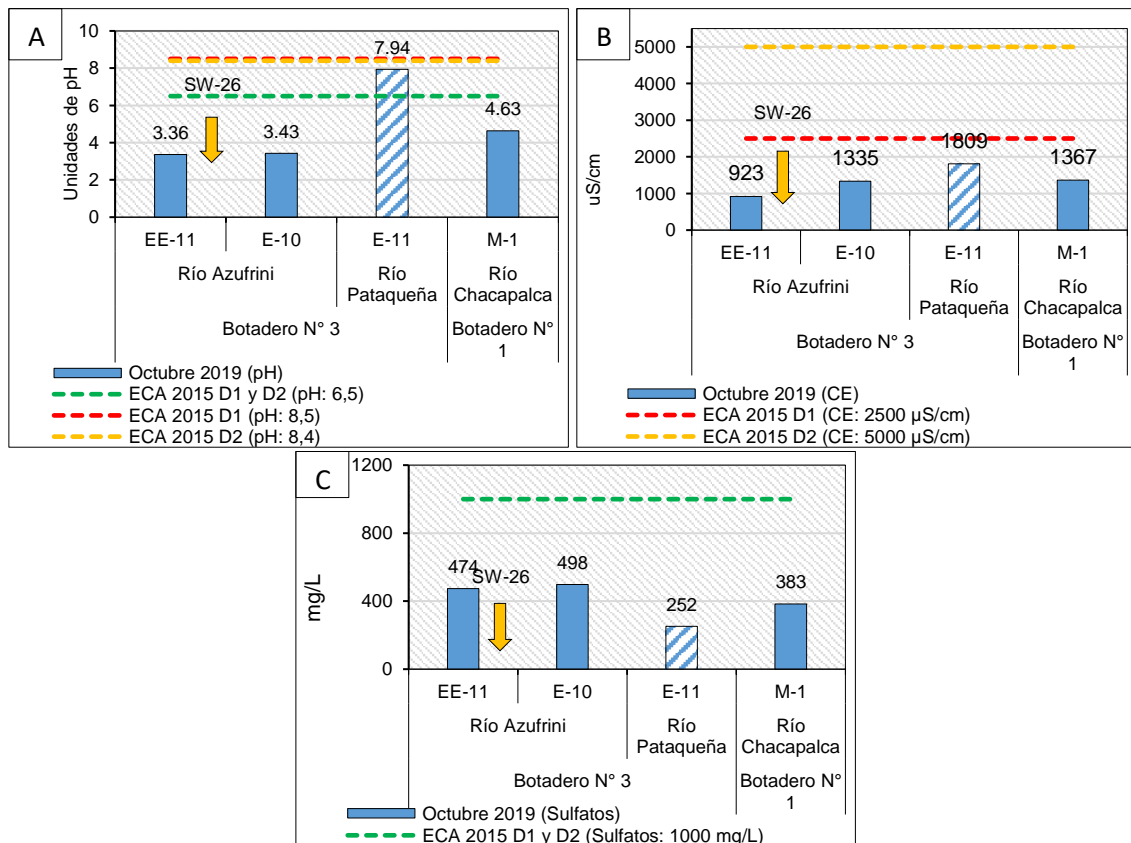 A
Unidades de pH
10
8
6
4
2
0
SW-26
3.36
3.43
7.94
4.63
EE-11
E-10
E-11
M-1
Río Azufrini
Río
Pataqueña
Río
Chacapalca
Botadero N° 3
Botadero N°
1
Octubre 2019 (pH)
ECA 2015 D1 y D2 (pH: 6,5)
ECA 2015 D1 (pH: 8,5)
ECA 2015 D2 (pH: 8,4)
B
uS/cm
5000
4000
3000
2000
1000
0
SW-26
923
1335
1809
1367
EE-11
E-10
E-11
M-1
Río Azufrini
Río
Pataqueña
Río
Chacapalca
Botadero N° 3
Botadero N°
1
Octubre 2019 (CE)
ECA 2015 D1 (CE: 2500 µS/cm)
ECA 2015 D2 (CE: 5000 µS/cm)
C
mg/L
1200
800
400
0
474
SW-26
498
252
383
EE-11
E-10
E-11
M-1
Río Azufrini
Río
Pataqueña
Río
Chacapalca
Botadero N° 3
Botadero N°
1
Octubre 2019 (Sulfatos)
ECA 2015 D1 y D2 (Sulfatos: 1000 mg/L)